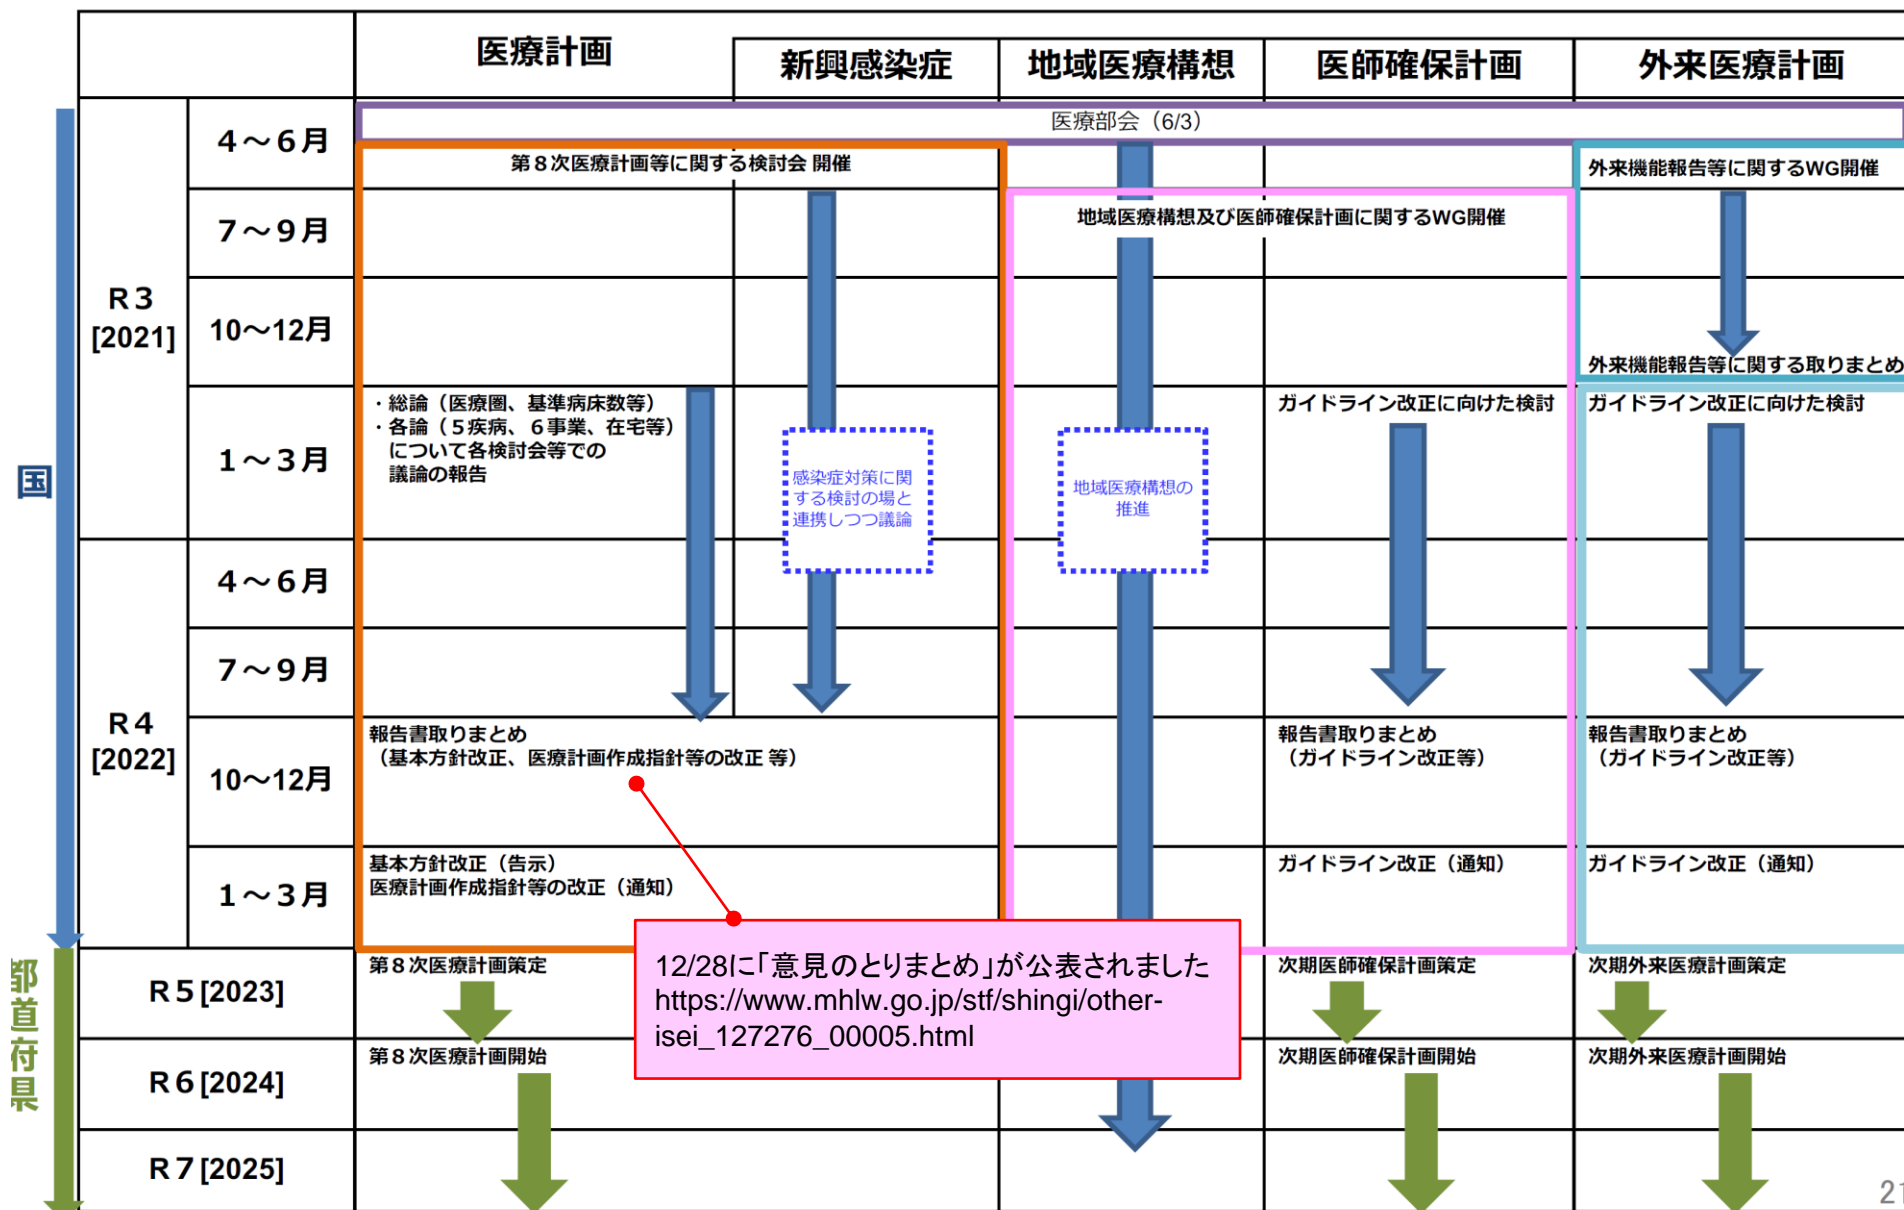 医療計画
新興感染症
地域医療構想
医師確保計画
外来医療計画
国
都道府県
R３
[2021]
４～６月
医療部会（6/3）
第８次医療計画等に関する検討会 開催
外来機能報告等に関するWG開催
７～９月
地域医療構想及び医師確保計画に関するWG開催
10～12月
外来機能報告等に関する取りまとめ
１～３月
・総論（医療圏、基準病床数等）
・各論（５疾病、６事業、在宅等）
について各検討会等での
議論の報告
感染症対策に関
する検討の場と
連携しつつ議論
地域医療構想の
推進
ガイドライン改正に向けた検討
ガイドライン改正に向けた検討
R４
[2022]
４～６月
７～９月
10～12月
報告書取りまとめ
（基本方針改正、医療計画作成指針等の改正 等）
報告書取りまとめ
（ガイドライン改正等）
報告書取りまとめ
（ガイドライン改正等）
１～３月
基本方針改正（告示）
医療計画作成指針等の改正（通知）
ガイドライン改正（通知）
ガイドライン改正（通知）
12/28に「意見のとりまとめ」が公表されました
https://www.mhlw.go.jp/stf/shingi/other-
isei_127276_00005.html
R５[2023]
第８次医療計画策定
次期医師確保計画策定
次期外来医療計画策定
R６[2024]
第８次医療計画開始
次期医師確保計画開始
次期外来医療計画開始
R７[2025]
21